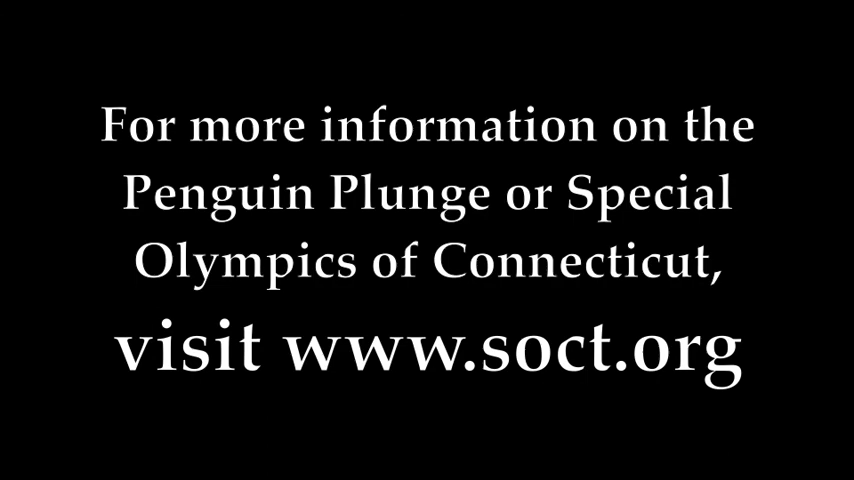 For more information on the
Penguin Plunge or Special
Olympics of Connecticut,
visit www.soct.org